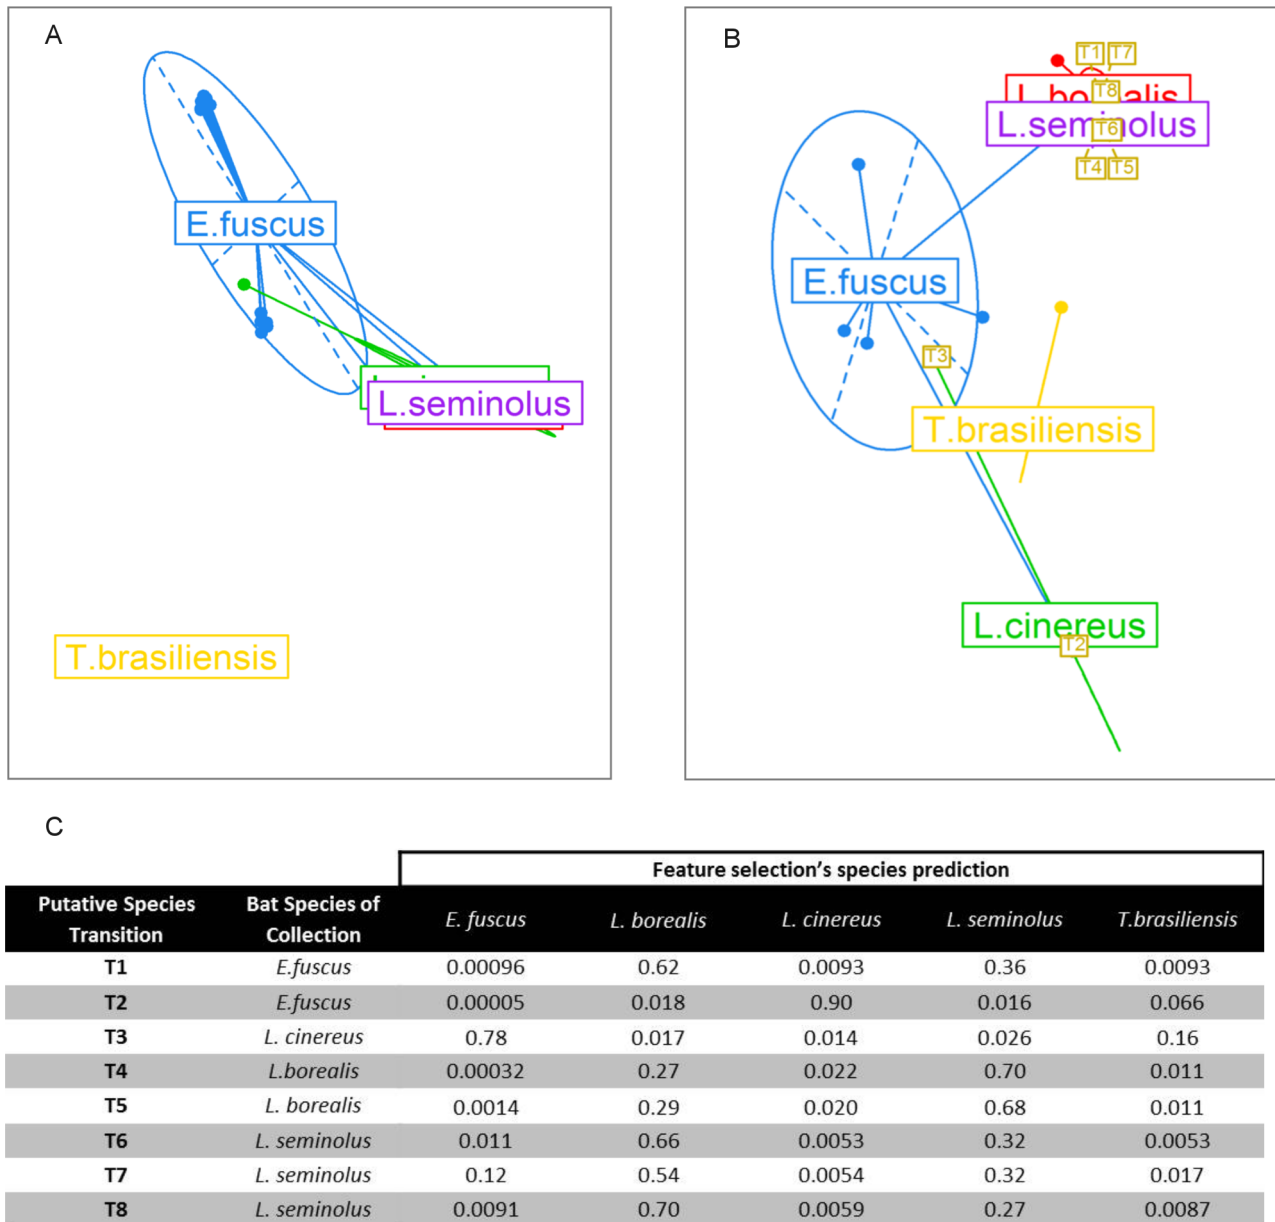 A
E.fuscus
L.seminolus
T.brasiliensis
B
T1 T7
T8
L.seminolus
T6
T4 T5
E.fuscus
T3
T.brasiliensis
L.cinereus
T2
C
Feature selection's species prediction
Putative Species Transition Bat Species of Collection E. fuscus L. borealis L. cinereus L. seminolus T.brasiliensis
T1 E.fuscus 0.00096 0.62 0.0093 0.36 0.0093
T2 E.fuscus 0.00005 0.018 0.90 0.016 0.066
T3 L. cinereus 0.78 0.017 0.014 0.026 0.16
T4 L.borealis 0.00032 0.27 0.022 0.70 0.011
T5 L. borealis 0.0014 0.29 0.020 0.68 0.011
T6 L. seminolus 0.011 0.66 0.0053 0.32 0.0053
T7 L. seminolus 0.12 0.54 0.0054 0.32 0.017
T8 L. seminolus 0.0091 0.70 0.0059 0.27 0.0087